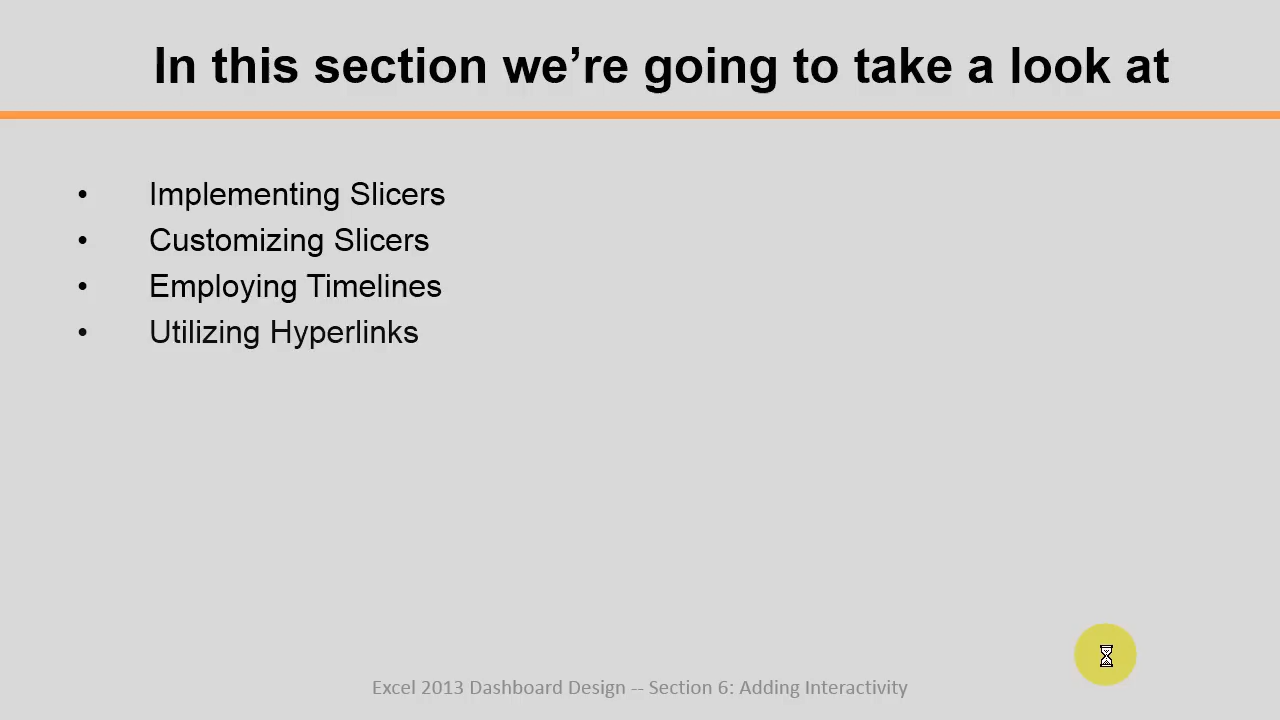 In this section we’re going to take a look at
• Implementing Slicers
• Customizing Slicers
• Employing Timelines
• Utilizing Hyperlinks
Excel 2013 Dashboard Design -- Section 6: Adding Interactivity